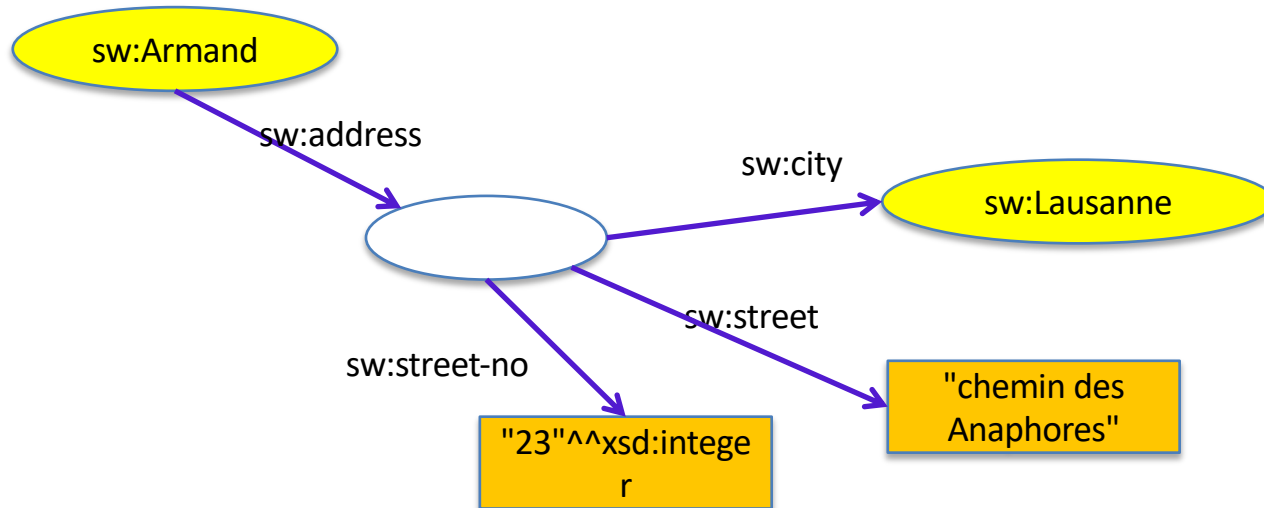 sw:Armand
sw:address
sw:city
sw:Lausanne
sw:street
sw:street-no
"chemin des
Anaphores"
"23"^^xsd:intege
r